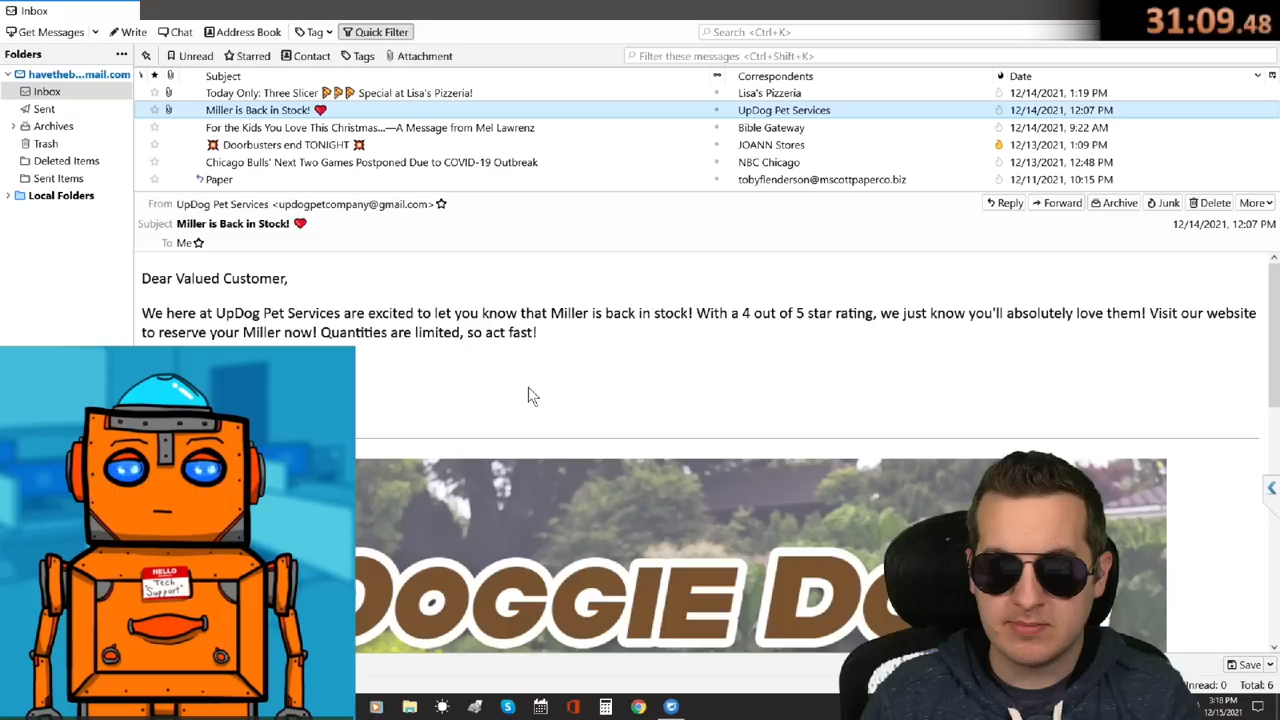 Inbox
31:09.48
Get Messages Write Chat Address Book Tag Quick Filter Search <Ctrl+K>
Folders •••
Unread Starred Contact Tags Attachment Filter these messages <Ctrl+Shift+K>
havetheb...mail.com
Inbox
Sent
Archives
Trash
Deleted Items
Sent Items
Local Folders
Subject Correspondents Date
Today Only: Three Slicer 🍕🍕🍕 Special at Lisa's Pizzeria! Lisa's Pizzeria 12/14/2021, 1:19 PM
Miller is Back in Stock! ❤ UpDog Pet Services 12/14/2021, 12:07 PM
For the Kids You Love This Christmas...—A Message from Mel Lawrenz Bible Gateway 12/14/2021, 9:22 AM
💥 Doorbusters end TONIGHT 💥 JOANN Stores 12/13/2021, 1:09 PM
Chicago Bulls' Next Two Games Postponed Due to COVID-19 Outbreak NBC Chicago 12/13/2021, 12:48 PM
Paper tobyflenderson@mscottpaperco.biz 12/11/2021, 10:15 PM
From UpDog Pet Services <updogpetcompany@gmail.com>
Reply Forward Archive Junk Delete More
Subject Miller is Back in Stock! ❤ 12/14/2021, 12:07 PM
To Me
Dear Valued Customer,
We here at UpDog Pet Services are excited to let you know that Miller is back in stock! With a 4 out of 5 star rating, we just know you'll absolutely love them! Visit our website
to reserve your Miller now! Quantities are limited, so act fast!
DOGGIE
HELLO
Tech
"Support"
Save
Unread: 0 Total: 6
3:18 PM
12/15/2021